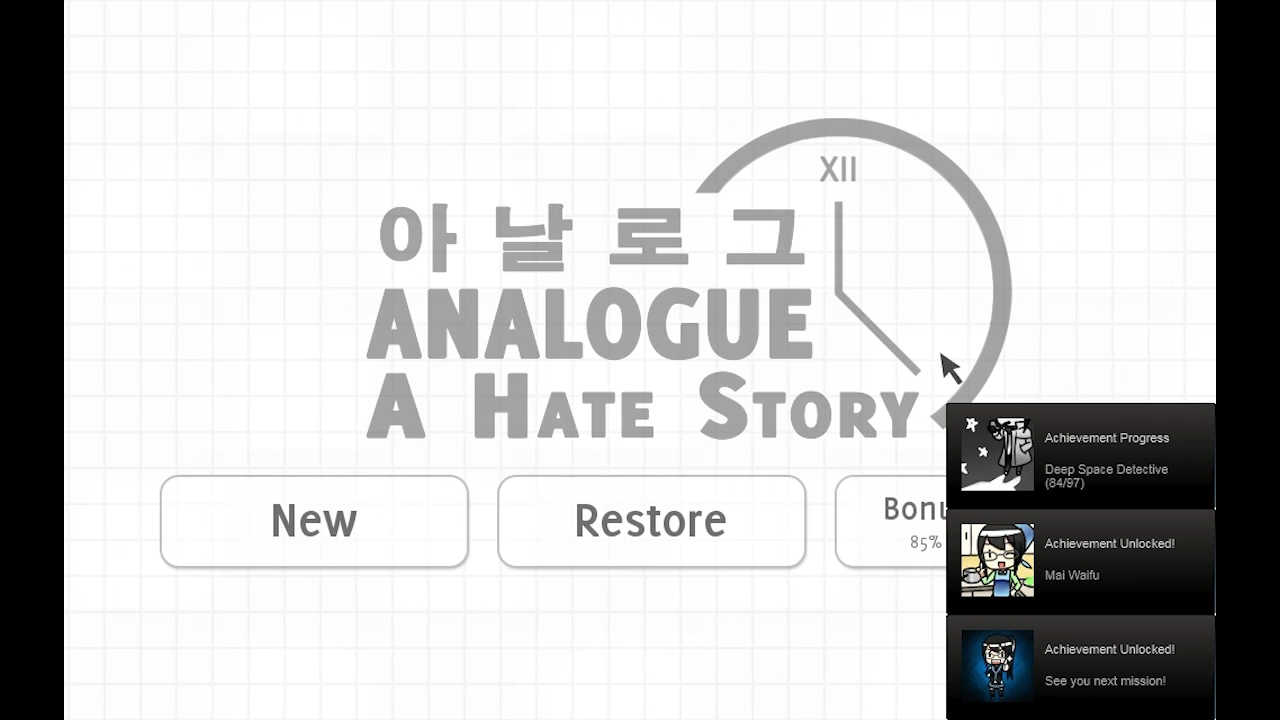 XII
아날로그
ANALOGUE
A HATE STORY
New
Restore
85%
Achievement Progress
Deep Space Detective
(84/97)
Achievement Unlocked!
Mai Waifu
Achievement Unlocked!
See you next mission!